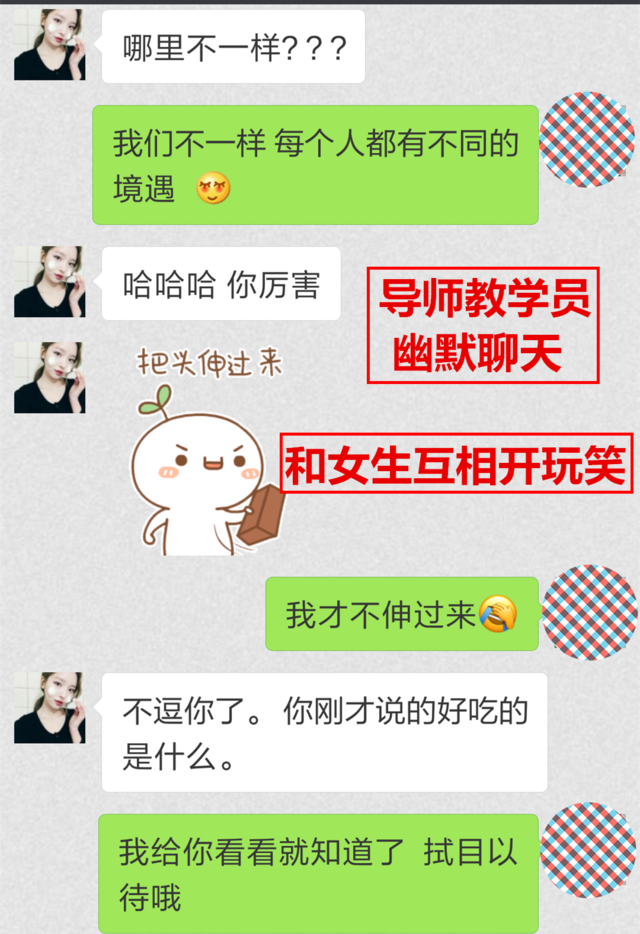 哪里不一样？？？
我们不一样 每个人都有不同的
境遇
哈哈哈 你厉害
导师教学员
幽默聊天
把头伸过来
和女生互相开玩笑
我才不伸过来
不逗你了。你刚才说的好吃的
是什么。
我给你看看就知道了 拭目以
待哦